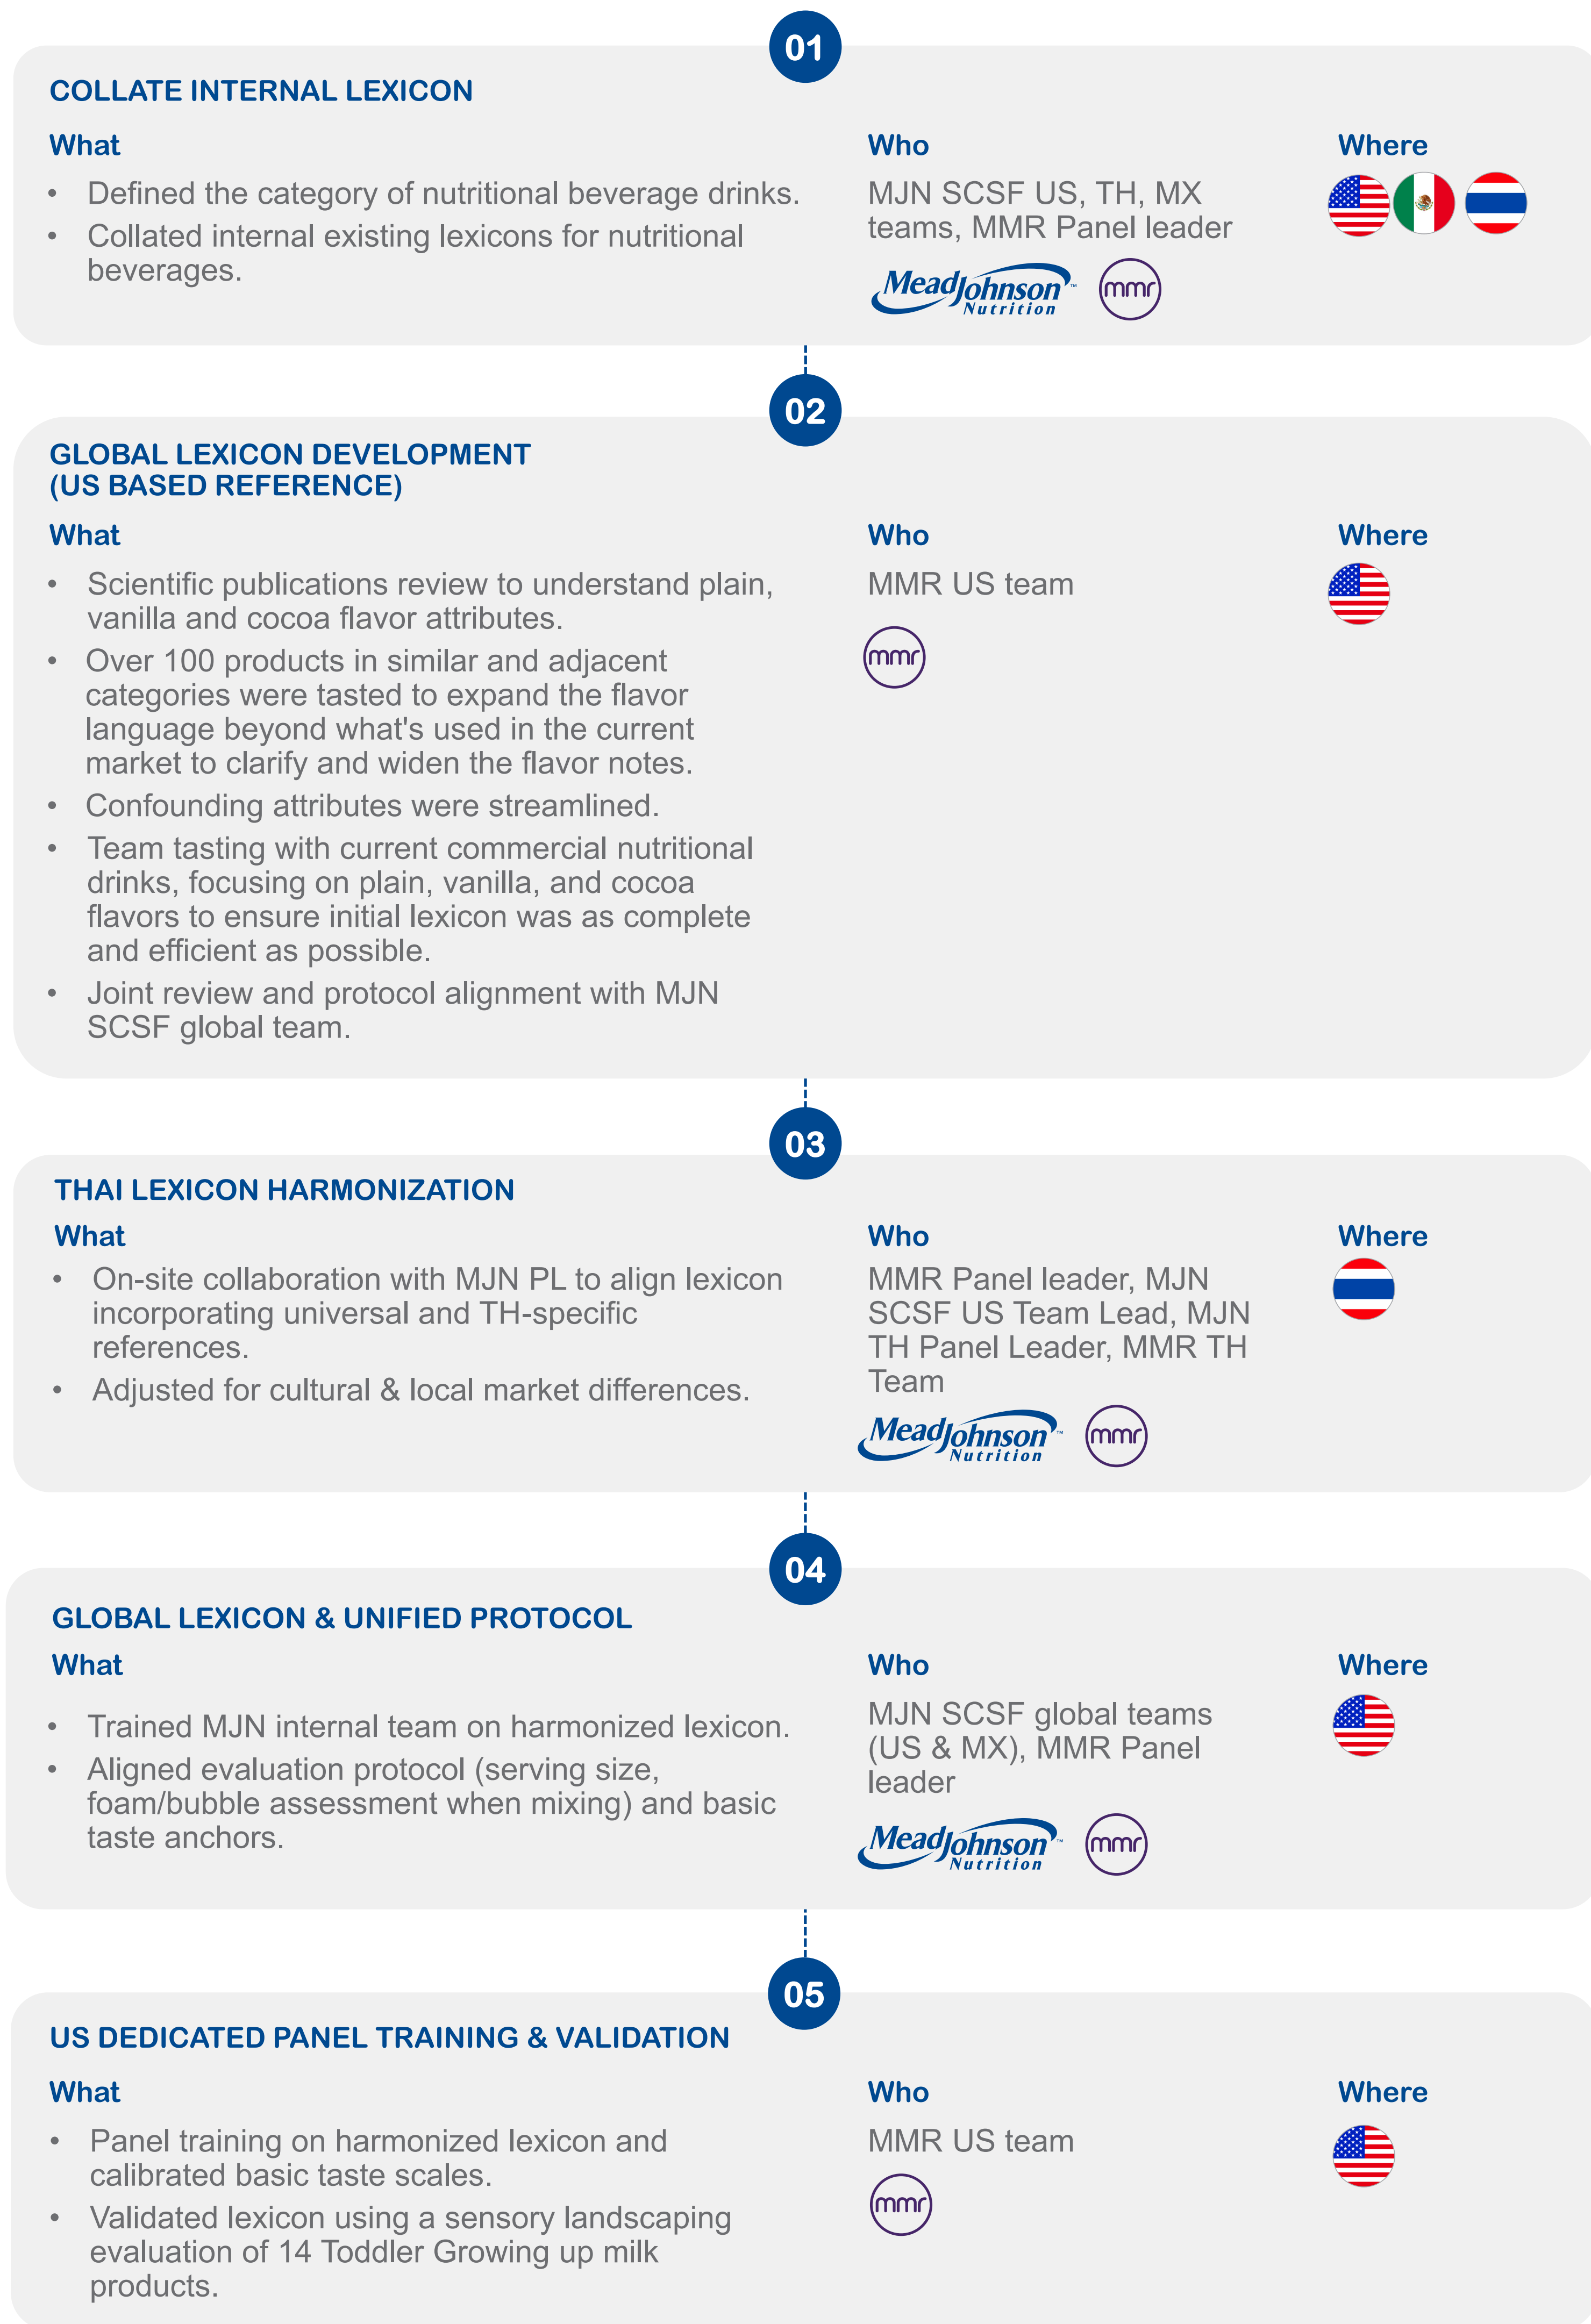 01
COLLATE INTERNAL LEXICON
What
• Defined the category of nutritional beverage drinks.
• Collated internal existing lexicons for nutritional
beverages.
Who
MJN SCSF US, TH, MX
teams, MMR Panel leader
MeadJohnson™
Nutrition
mmr
Where
02
GLOBAL LEXICON DEVELOPMENT
(US BASED REFERENCE)
What
• Scientific publications review to understand plain,
vanilla and cocoa flavor attributes.
• Over 100 products in similar and adjacent
categories were tasted to expand the flavor
language beyond what's used in the current
market to clarify and widen the flavor notes.
• Confounding attributes were streamlined.
• Team tasting with current commercial nutritional
drinks, focusing on plain, vanilla, and cocoa
flavors to ensure initial lexicon was as complete
and efficient as possible.
• Joint review and protocol alignment with MJN
SCSF global team.
Who
MMR US team
mmr
Where
03
THAI LEXICON HARMONIZATION
What
• On-site collaboration with MJN PL to align lexicon
incorporating universal and TH-specific
references.
• Adjusted for cultural & local market differences.
Who
MMR Panel leader, MJN
SCSF US Team Lead, MJN
TH Panel Leader, MMR TH
Team
MeadJohnson™
Nutrition
mmr
Where
04
GLOBAL LEXICON & UNIFIED PROTOCOL
What
• Trained MJN internal team on harmonized lexicon.
• Aligned evaluation protocol (serving size,
foam/bubble assessment when mixing) and basic
taste anchors.
Who
MJN SCSF global teams
(US & MX), MMR Panel
leader
MeadJohnson™
Nutrition
mmr
Where
05
US DEDICATED PANEL TRAINING & VALIDATION
What
• Panel training on harmonized lexicon and
calibrated basic taste scales.
• Validated lexicon using a sensory landscaping
evaluation of 14 Toddler Growing up milk
products.
Who
MMR US team
mmr
Where